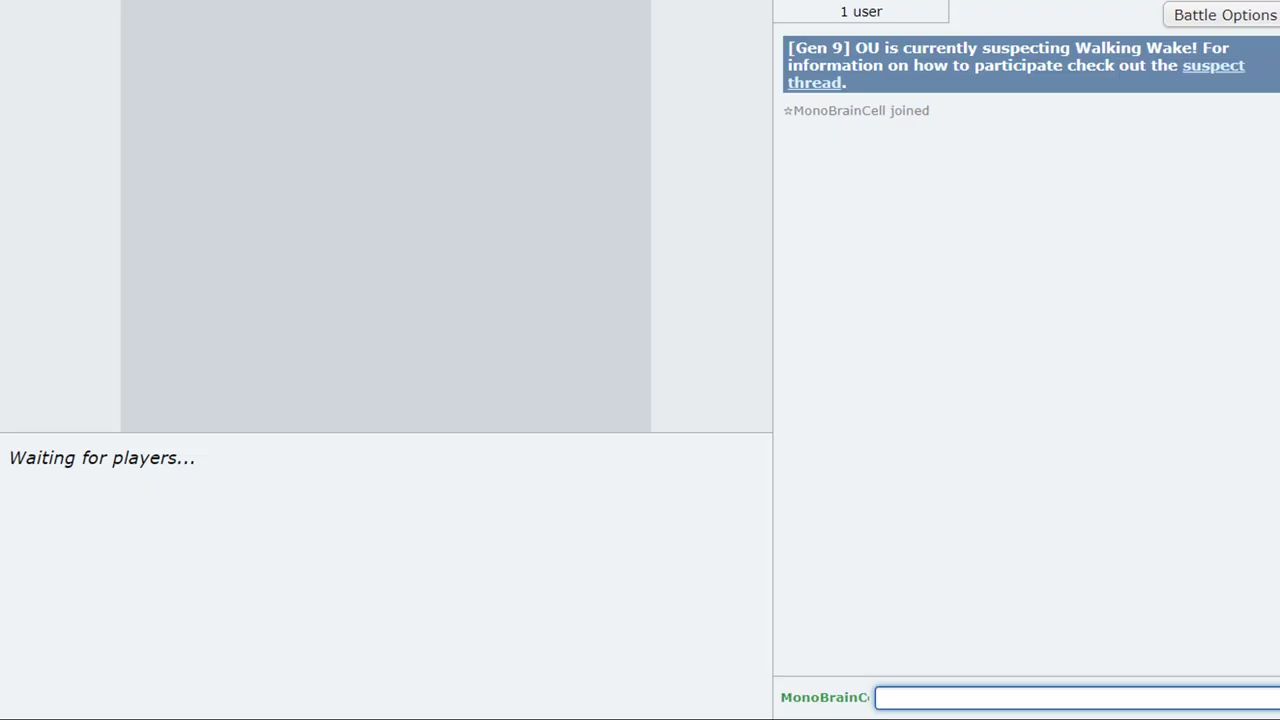 1 user
Battle Options
[Gen 9] OU is currently suspecting Walking Wake! For
information on how to participate check out the suspect
thread.
☆MonoBrainCell joined
Waiting for players...
MonoBrainC